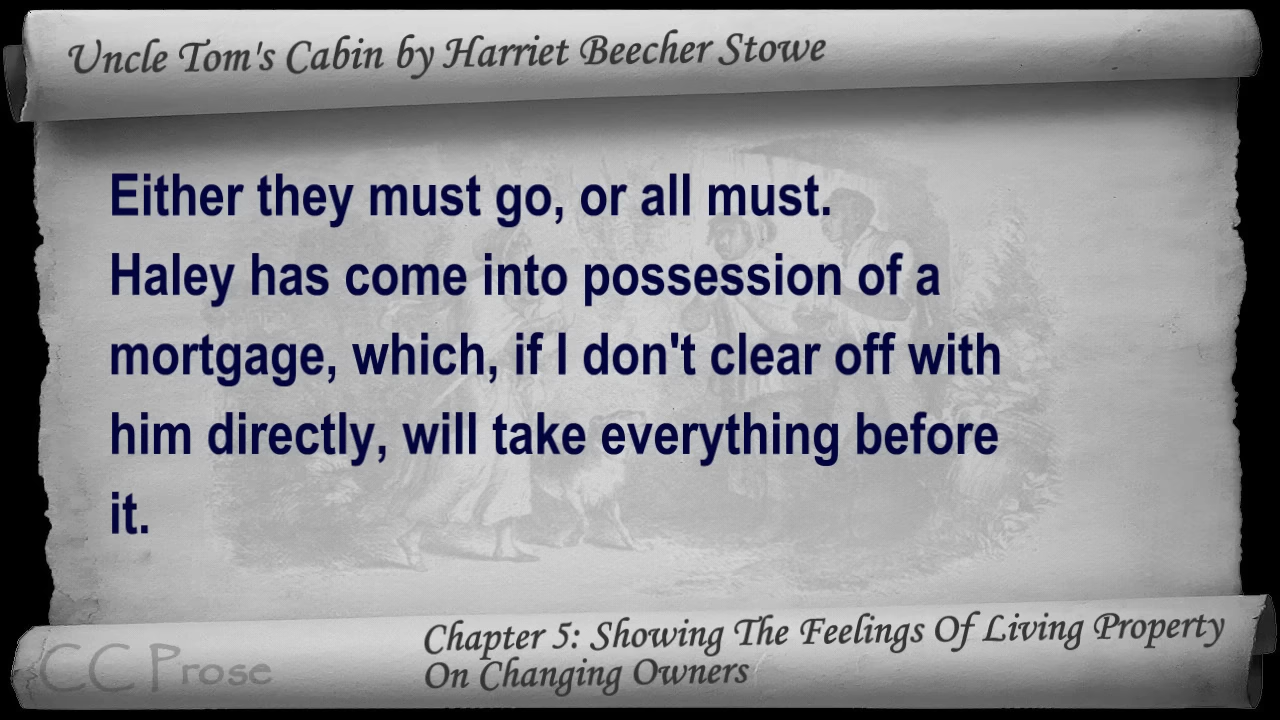 Uncle Tom's Cabin by Harriet Beecher Stowe
Either they must go, or all must.
Haley has come into possession of a
mortgage, which, if I don't clear off with
him directly, will take everything before
it.
Chapter 5: Showing The Feelings Of Living Property
On Changing Owners
CC Prose